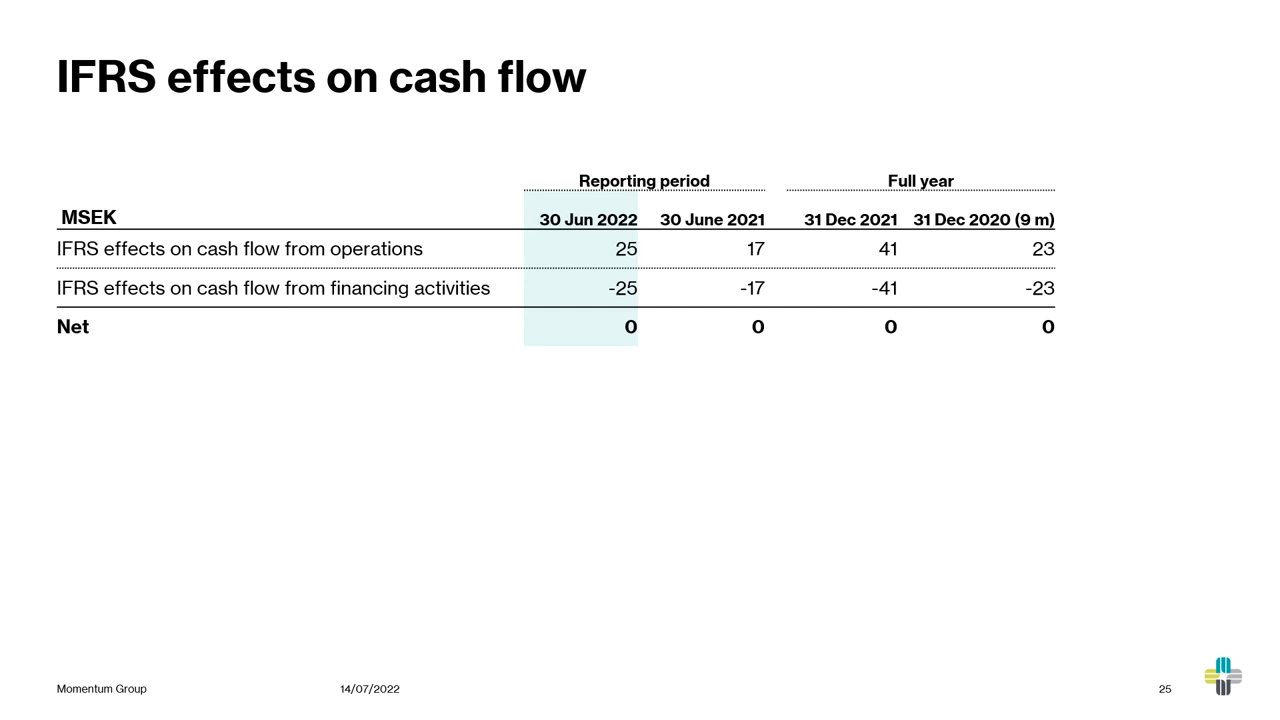 IFRS effects on cash flow
Reporting period Full year
MSEK 30 Jun 2022 30 June 2021 31 Dec 2021 31 Dec 2020 (9 m)
IFRS effects on cash flow from operations 25 17 41 23
IFRS effects on cash flow from financing activities -25 -17 -41 -23
Net 0 0 0 0
Momentum Group 14/07/2022 25